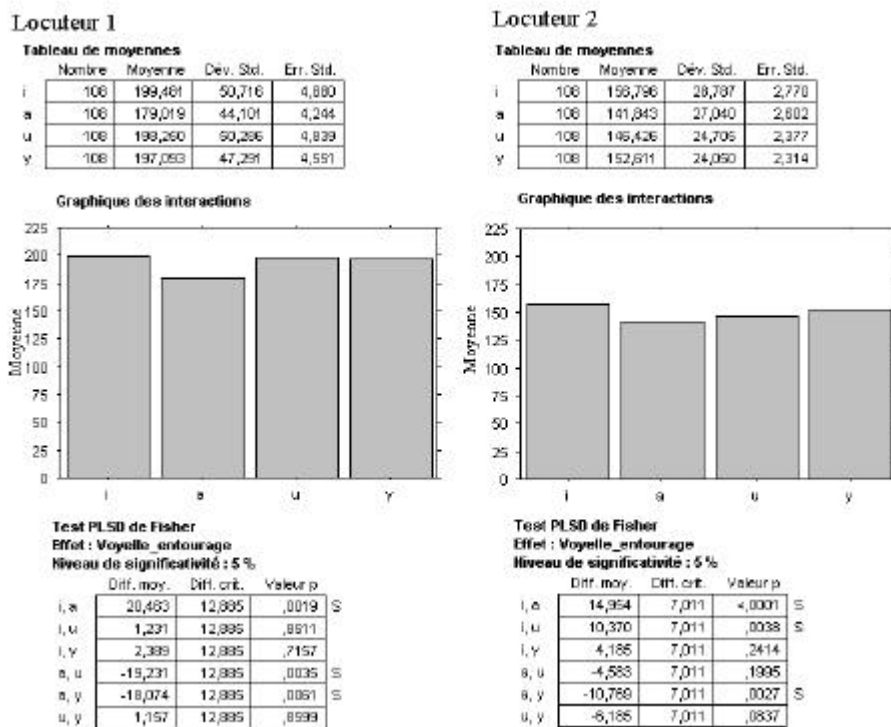 Locuteur 1
Tableau de moyennes
Nombre Moyenne Dév. Std. Err. Std.
i 108 199,481 50,716 4,880
a 108 179,019 44,101 4,244
u 108 198,250 50,286 4,839
y 108 197,093 47,291 4,551
Graphique des interactions
Moyenne
225
200
175
150
125
100
75
50
25
0
i a u y
Test PLSD de Fisher
Effet : Voyelle_entourage
Niveau de significativité : 5 %
Diff. moy. Diff. crit. Valeur p
i, a 20,463 12,885 ,0019 S
i, u 1,231 12,885 ,8511
i, y 2,389 12,885 ,7157
a, u -19,231 12,885 ,0035 S
a, y -18,074 12,885 ,0061 S
u, y 1,157 12,885 ,8599
Locuteur 2
Tableau de moyennes
Nombre Moyenne Dév. Std. Err. Std.
i 108 156,796 28,787 2,770
a 108 141,843 27,040 2,602
u 108 146,426 24,705 2,377
y 108 152,611 24,050 2,314
Graphique des interactions
Moyenne
225
200
175
150
125
100
75
50
25
0
i a u y
Test PLSD de Fisher
Effet : Voyelle_entourage
Niveau de significativité : 5 %
Diff. moy. Diff. crit. Valeur p
i, a 14,954 7,011 <,0001 S
i, u 10,370 7,011 ,0038 S
i, y 4,185 7,011 ,2414
a, u -4,583 7,011 ,1995
a, y -10,769 7,011 ,0027 S
u, y -6,185 7,011 ,0837